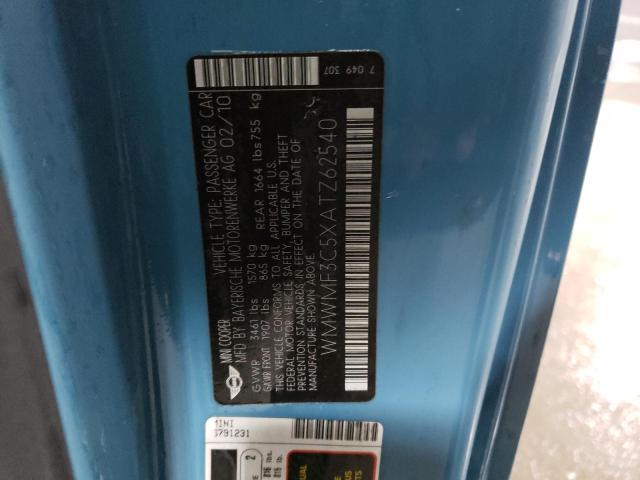 MINI COOPER
VEHICLE TYPE: PASSENGER CAR
MFD BY BAYERISCHE MOTORENWERKE AG 02/10
GVWR 3461 lbs 1570 kg
GAWR FRONT 1907 lbs 865 kg REAR 1664 lbs 755 kg
THIS VEHICLE CONFORMS TO ALL APPLICABLE U.S.
FEDERAL MOTOR VEHICLE SAFETY, BUMPER AND THEFT
PREVENTION STANDARDS IN EFFECT ON THE DATE OF
MANUFACTURE SHOWN ABOVE.
WMWMF3C5XATZ62540
7 049 307
MINI
2